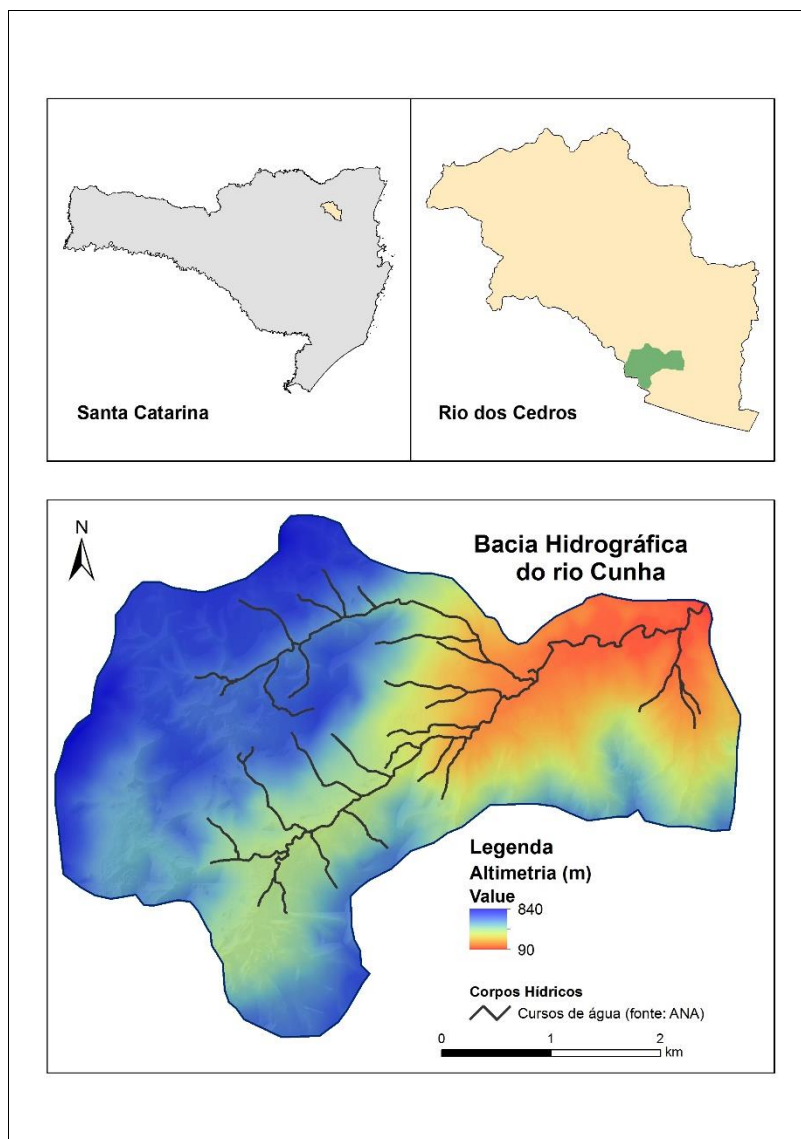 Santa Catarina
Rio dos Cedros
N
Bacia Hidrográfica
do rio Cunha
Legenda
Altimetria (m)
Value
840
90
Corpos Hídricos
Cursos de água (fonte: ANA)
0 1 2
km